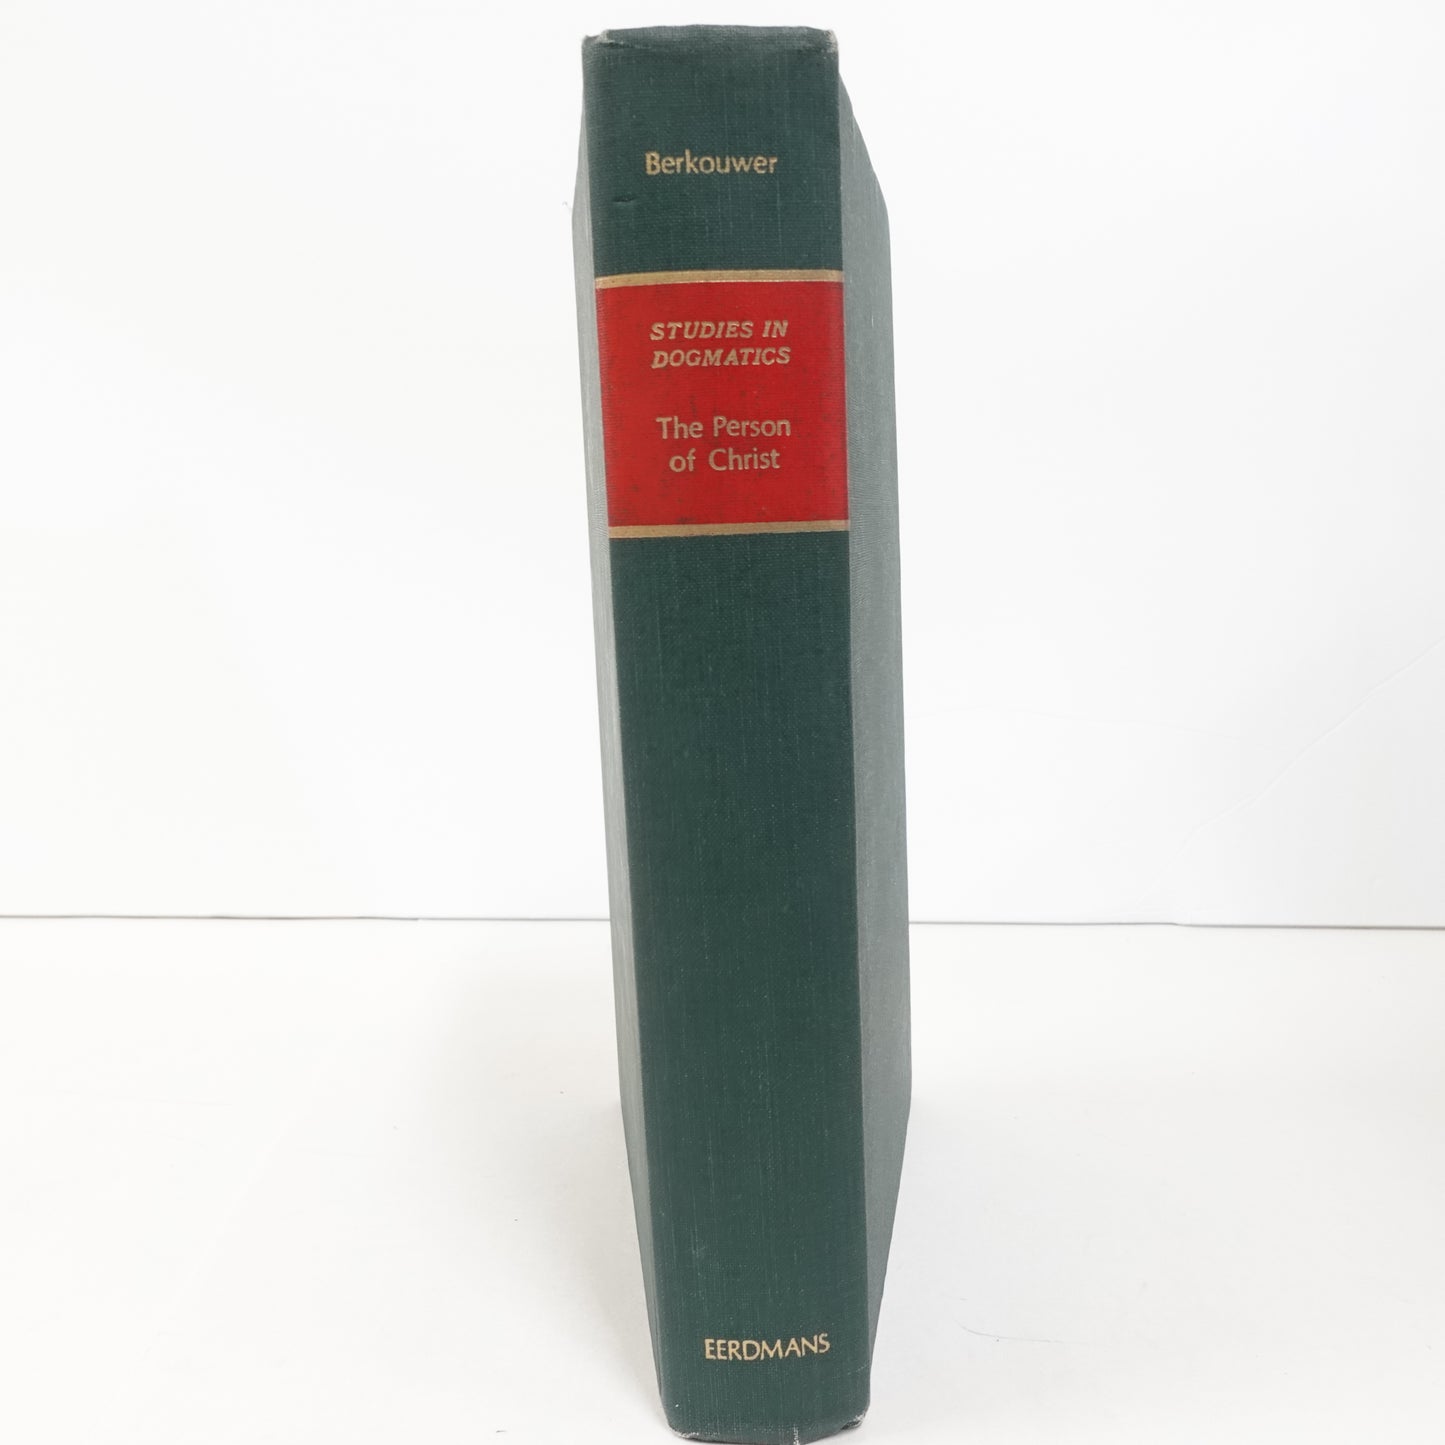 Berkouwer
STUDIES IN
DOGMATICS
The Person
of Christ
EERDMANS